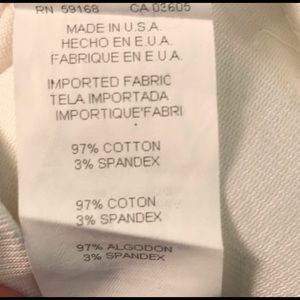 RN 59168 CA 03605
MADE IN U.S.A.
HECHO EN E.U.A.
FABRIQUE EN E.U.A.
IMPORTED FABRIC
TELA IMPORTADA
IMPORTIQUE'FABRI
97% COTTON
3% SPANDEX
97% COTON
3% SPANDEX
97% ALGODON
3% SPANDEX